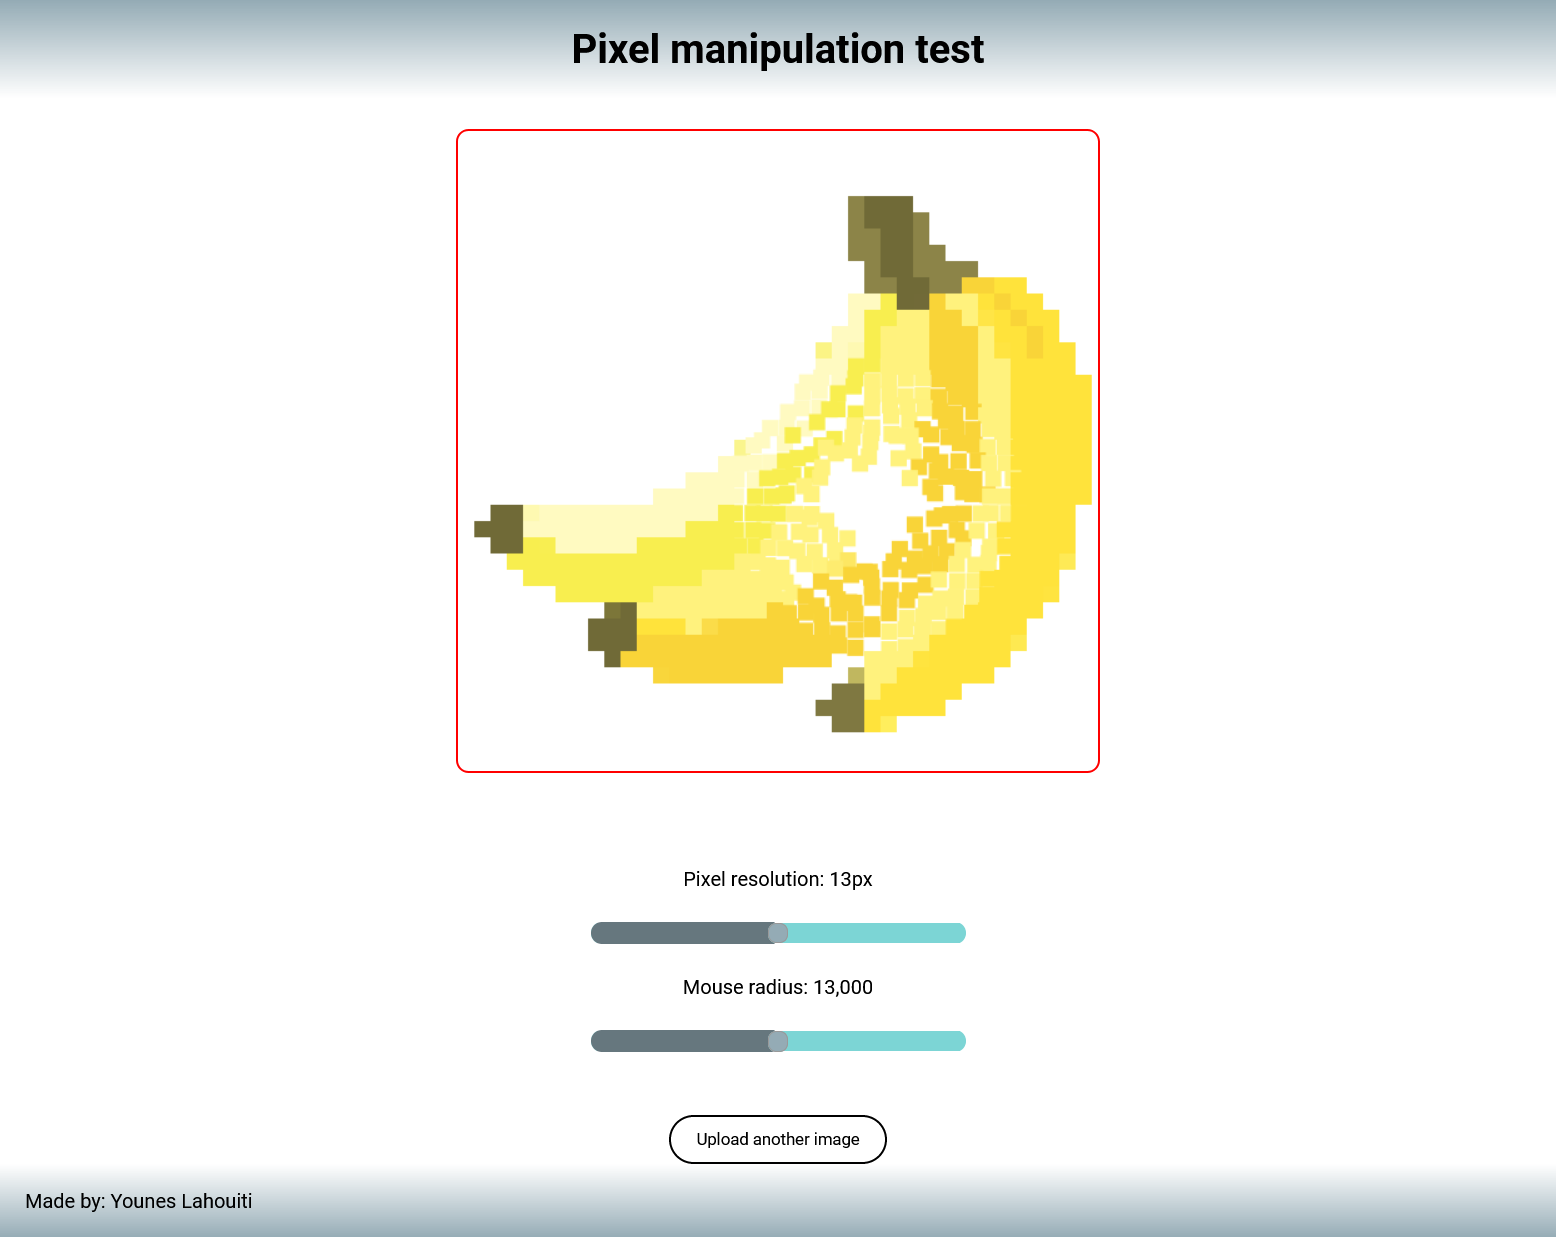 Pixel manipulation test
Pixel resolution: 13px
Mouse radius: 13,000
Upload another image
Made by: Younes Lahouiti